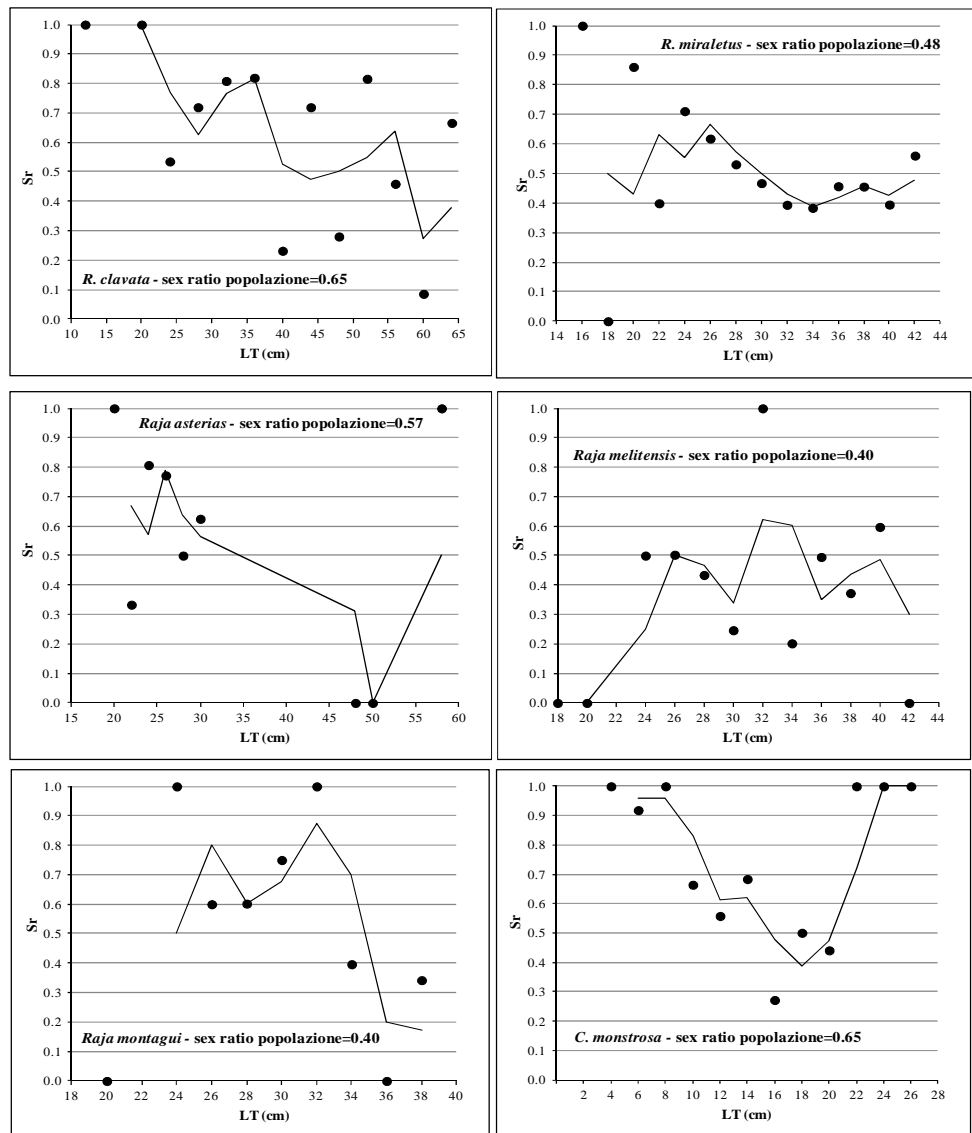 1.0
0.9
0.8
0.7
0.6
0.5
0.4
0.3
0.2
0.1
0.0
Sr
R. clavata - sex ratio popolazione=0.65
10 15 20 25 30 35 40 45 50 55 60 65
LT (cm)
1.0
0.9
0.8
0.7
0.6
0.5
0.4
0.3
0.2
0.1
0.0
Sr
R. miraletus - sex ratio popolazione=0.48
14 16 18 20 22 24 26 28 30 32 34 36 38 40 42 44
LT (cm)
1.0
0.9
0.8
0.7
0.6
0.5
0.4
0.3
0.2
0.1
0.0
Sr
Raja asterias - sex ratio popolazione=0.57
15 20 25 30 35 40 45 50 55 60
LT (cm)
1.0
0.9
0.8
0.7
0.6
0.5
0.4
0.3
0.2
0.1
0.0
Sr
Raja melitensis - sex ratio popolazione=0.40
18 20 22 24 26 28 30 32 34 36 38 40 42 44
LT (cm)
1.0
0.9
0.8
0.7
0.6
0.5
0.4
0.3
0.2
0.1
0.0
Sr
Raja montagui - sex ratio popolazione=0.40
18 20 22 24 26 28 30 32 34 36 38 40
LT (cm)
1.0
0.9
0.8
0.7
0.6
0.5
0.4
0.3
0.2
0.1
0.0
Sr
C. monstrosa - sex ratio popolazione=0.65
2 4 6 8 10 12 14 16 18 20 22 24 26 28
LT (cm)